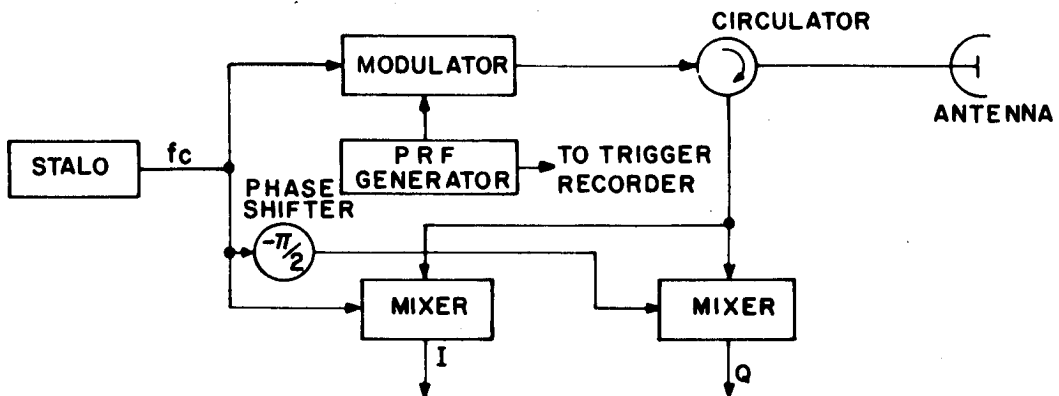 CIRCULATOR
MODULATOR
ANTENNA
STALO
fc
PRF
GENERATOR
TO TRIGGER
RECORDER
PHASE
SHIFTER
-π/2
MIXER
MIXER
I
Q